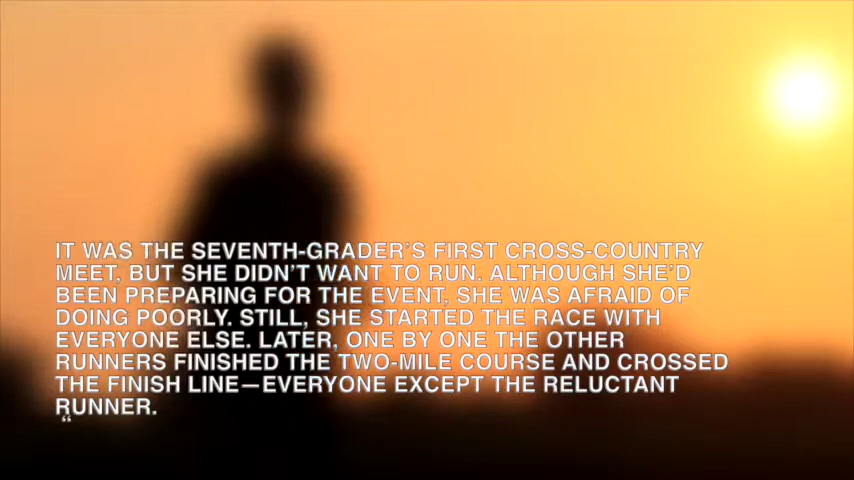 IT WAS THE SEVENTH-GRADER’S FIRST CROSS-COUNTRY
MEET, BUT SHE DIDN’T WANT TO RUN. ALTHOUGH SHE’D
BEEN PREPARING FOR THE EVENT, SHE WAS AFRAID OF
DOING POORLY. STILL, SHE STARTED THE RACE WITH
EVERYONE ELSE. LATER, ONE BY ONE THE OTHER
RUNNERS FINISHED THE TWO-MILE COURSE AND CROSSED
THE FINISH LINE—EVERYONE EXCEPT THE RELUCTANT
RUNNER.
“